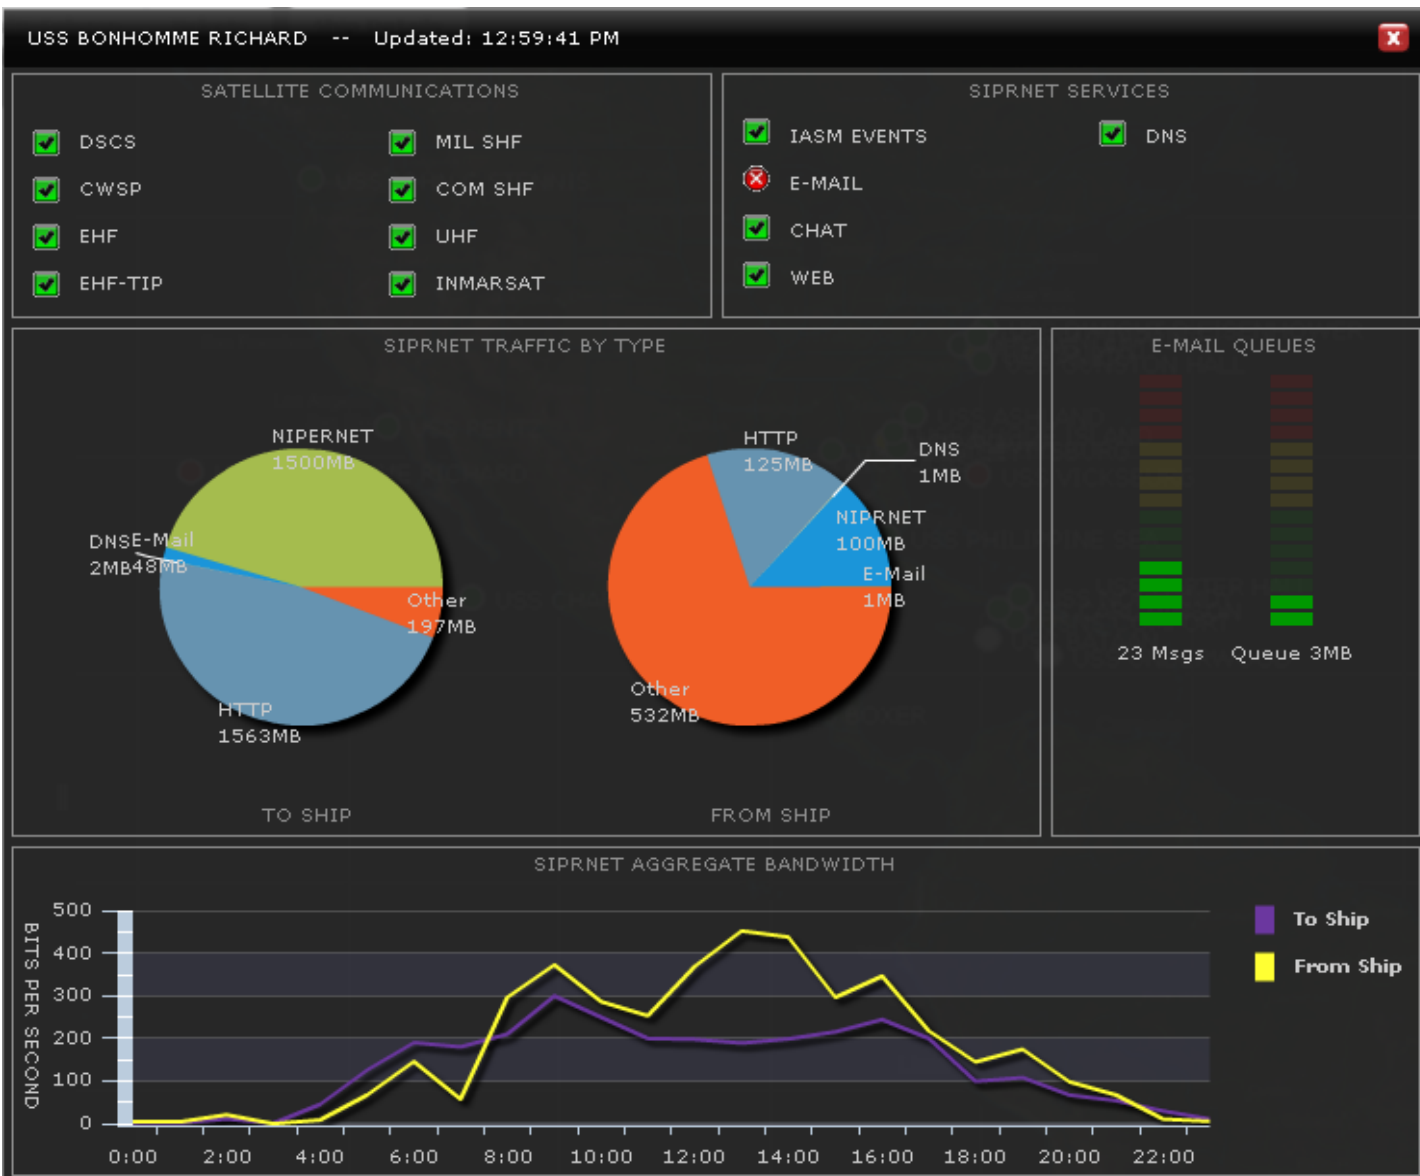 USS BONHOMME RICHARD -- Updated: 12:59:41 PM
SATELLITE COMMUNICATIONS
DSCS
MIL SHF
CWSP
COM SHF
EHF
UHF
EHF-TIP
INMARSAT
SIPRNET SERVICES
IASM EVENTS
DNS
E-MAIL
CHAT
WEB
SIPRNET TRAFFIC BY TYPE
NIPERNET
1500MB
DNS
2MB
E-Mail
48MB
Other
197MB
HTTP
1563MB
TO SHIP
HTTP
125MB
DNS
1MB
NIPRNET
100MB
E-Mail
1MB
Other
532MB
FROM SHIP
E-MAIL QUEUES
23 Msgs
Queue 3MB
SIPRNET AGGREGATE BANDWIDTH
BITS PER SECOND
500
400
300
200
100
0
0:00 2:00 4:00 6:00 8:00 10:00 12:00 14:00 16:00 18:00 20:00 22:00
To Ship
From Ship